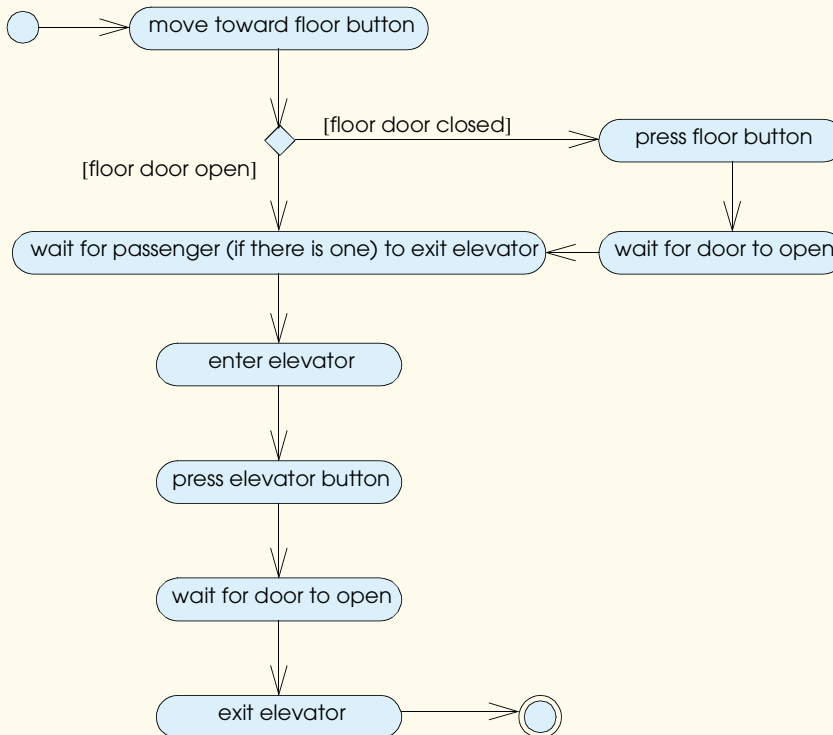 move toward floor button
[floor door closed]
press floor button
[floor door open]
wait for passenger (if there is one) to exit elevator
wait for door to open
enter elevator
press elevator button
wait for door to open
exit elevator